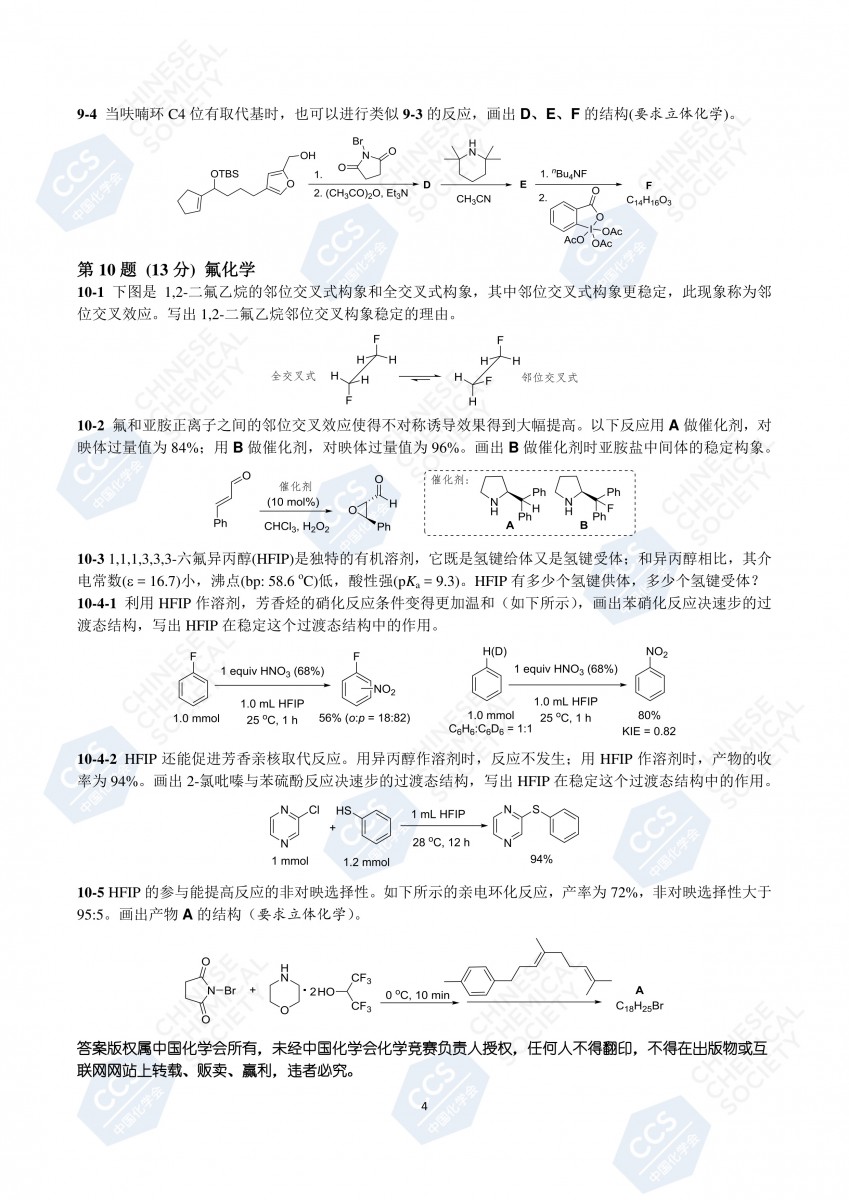 9-4 当呋喃环 C4 位有取代基时，也可以进行类似 9-3 的反应，画出 D、E、F 的结构(要求立体化学)。
OTBS
OH
O
Br
N
O
O
1.
2. (CH3CO)2O, Et3N
D
H
N
CH3CN
E
1. nBu4NF
2.
O
O
I
OAc
AcO
OAc
F
C14H16O3
第 10 题 (13 分) 氟化学
10-1 下图是 1,2-二氟乙烷的邻位交叉式构象和全交叉式构象，其中邻位交叉式构象更稳定，此现象称为邻
位交叉效应。写出 1,2-二氟乙烷邻位交叉构象稳定的理由。
全交叉式
F
H
H
H
H
F
F
H
H
H
F
H
邻位交叉式
10-2 氟和亚胺正离子之间的邻位交叉效应使得不对称诱导效果得到大幅提高。以下反应用 A 做催化剂，对
映体过量值为 84%；用 B 做催化剂，对映体过量值为 96%。画出 B 做催化剂时亚胺盐中间体的稳定构象。
O
Ph
催化剂
(10 mol%)
CHCl3, H2O2
O
H
O
Ph
催化剂:
N
H
Ph
H
Ph
A
N
H
Ph
F
Ph
B
10-3 1,1,1,3,3,3-六氟异丙醇(HFIP)是独特的有机溶剂，它既是氢键给体又是氢键受体；和异丙醇相比，其介
电常数(ε = 16.7)小，沸点(bp: 58.6 oC)低，酸性强(pKa = 9.3)。HFIP 有多少个氢键供体，多少个氢键受体？
10-4-1 利用 HFIP 作溶剂，芳香烃的硝化反应条件变得更加温和（如下所示），画出苯硝化反应决速步的过
渡态结构，写出 HFIP 在稳定这个过渡态结构中的作用。
F
1.0 mmol
1 equiv HNO3 (68%)
1.0 mL HFIP
25 oC, 1 h
F
NO2
56% (o:p = 18:82)
H(D)
1.0 mmol
C6H6:C6D6 = 1:1
1 equiv HNO3 (68%)
1.0 mL HFIP
25 oC, 1 h
NO2
80%
KIE = 0.82
10-4-2 HFIP 还能促进芳香亲核取代反应。用异丙醇作溶剂时，反应不发生；用 HFIP 作溶剂时，产物的收
率为 94%。画出 2-氯吡嗪与苯硫酚反应决速步的过渡态结构，写出 HFIP 在稳定这个过渡态结构中的作用。
N
Cl
N
1 mmol
+
HS
1.2 mmol
1 mL HFIP
28 oC, 12 h
N
S
N
94%
10-5 HFIP 的参与能提高反应的非对映选择性。如下所示的亲电环化反应，产率为 72%，非对映选择性大于
95:5。画出产物 A 的结构（要求立体化学）。
O
N−Br
O
+
H
N
O
· 2HO
CF3
CF3
0 oC, 10 min
A
C18H25Br
答案版权属中国化学会所有，未经中国化学会化学竞赛负责人授权，任何人不得翻印，不得在出版物或互
联网网站上转载、贩卖、赢利，违者必究。
4
CCS
中国化学会
CHINESE
CHEMICAL
SOCIETY